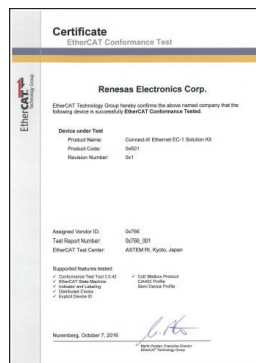 Certificate
EtherCAT Conformance Test
EtherCAT.
Technology Group
Renesas Electronics Corp.
EtherCAT Technology Group hereby confirms the above named company that the
following device is successfully EtherCAT Conformance Tested.
Device under Test
Product Name: Connect-it! Ethernet EC-1 Solution Kit
Product Code: 0x501
Revision Number: 0x1
Assigned Vendor ID: 0x766
Test Report Number: 0x766_001
EtherCAT Test Center: ASTEM RI, Kyoto, Japan
Supported features tested:
✓ Conformance Test Tool 2.0.42
✓ EtherCAT State Machine
✓ Indicator and Labeling
✓ Distributed Clocks
✓ Explicit Device ID
✓ CoE Mailbox Protocol
CiA402 Profile
Semi Device Profile
Nuremberg, October 7, 2016
Martin Rostan, Executive Director
EtherCAT Technology Group